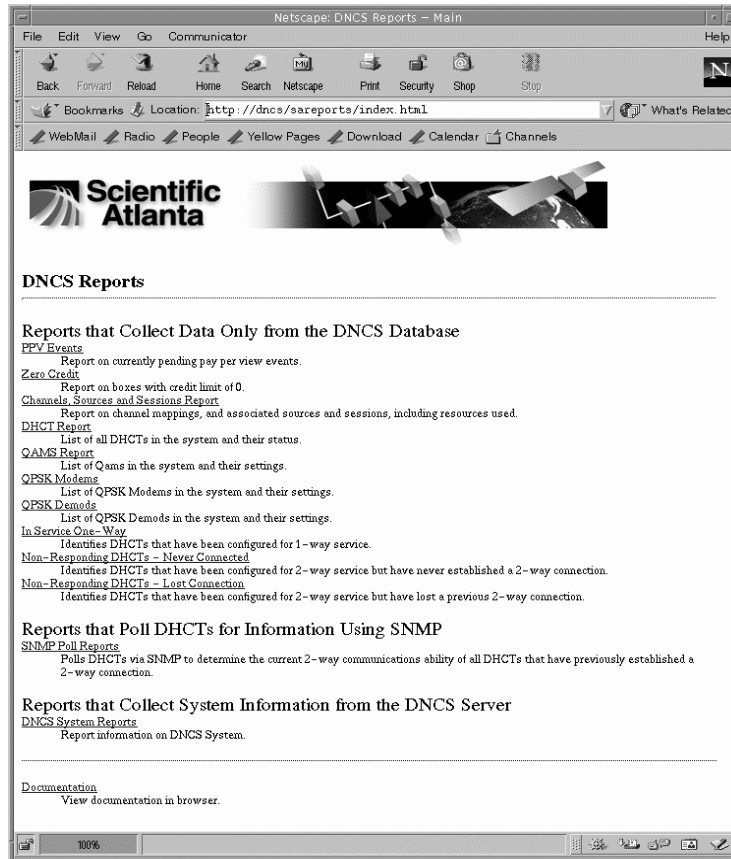 Netscape: DNCS Reports – Main
File Edit View Go Communicator Help
Back Forward Reload Home Search Netscape Print Security Shop Stop
My
N
Bookmarks Location: http://dncs/sareports/index.html What's Related
WebMail Radio People Yellow Pages Download Calendar Channels
Scientific
Atlanta
DNCS Reports
Reports that Collect Data Only from the DNCS Database
PPV Events
Report on currently pending pay per view events.
Zero Credit
Report on boxes with credit limit of 0.
Channels, Sources and Sessions Report
Report on channel mappings, and associated sources and sessions, including resources used.
DHCT Report
List of all DHCTs in the system and their status.
QAMS Report
List of Qams in the system and their settings.
QPSK Modems
List of QPSK Modems in the system and their settings.
QPSK Demods
List of QPSK Demods in the system and their settings.
In Service One-Way
Identifies DHCTs that have been configured for 1-way service.
Non-Responding DHCTs – Never Connected
Identifies DHCTs that have been configured for 2-way service but have never established a 2-way connection.
Non-Responding DHCTs – Lost Connection
Identifies DHCTs that have been configured for 2-way service but have lost a previous 2-way connection.
Reports that Poll DHCTs for Information Using SNMP
SNMP Poll Reports
Polls DHCTs via SNMP to determine the current 2-way communications ability of all DHCTs that have previously established a
2-way connection.
Reports that Collect System Information from the DNCS Server
DNCS System Reports
Report information on DNCS System.
Documentation
View documentation in browser.
100%